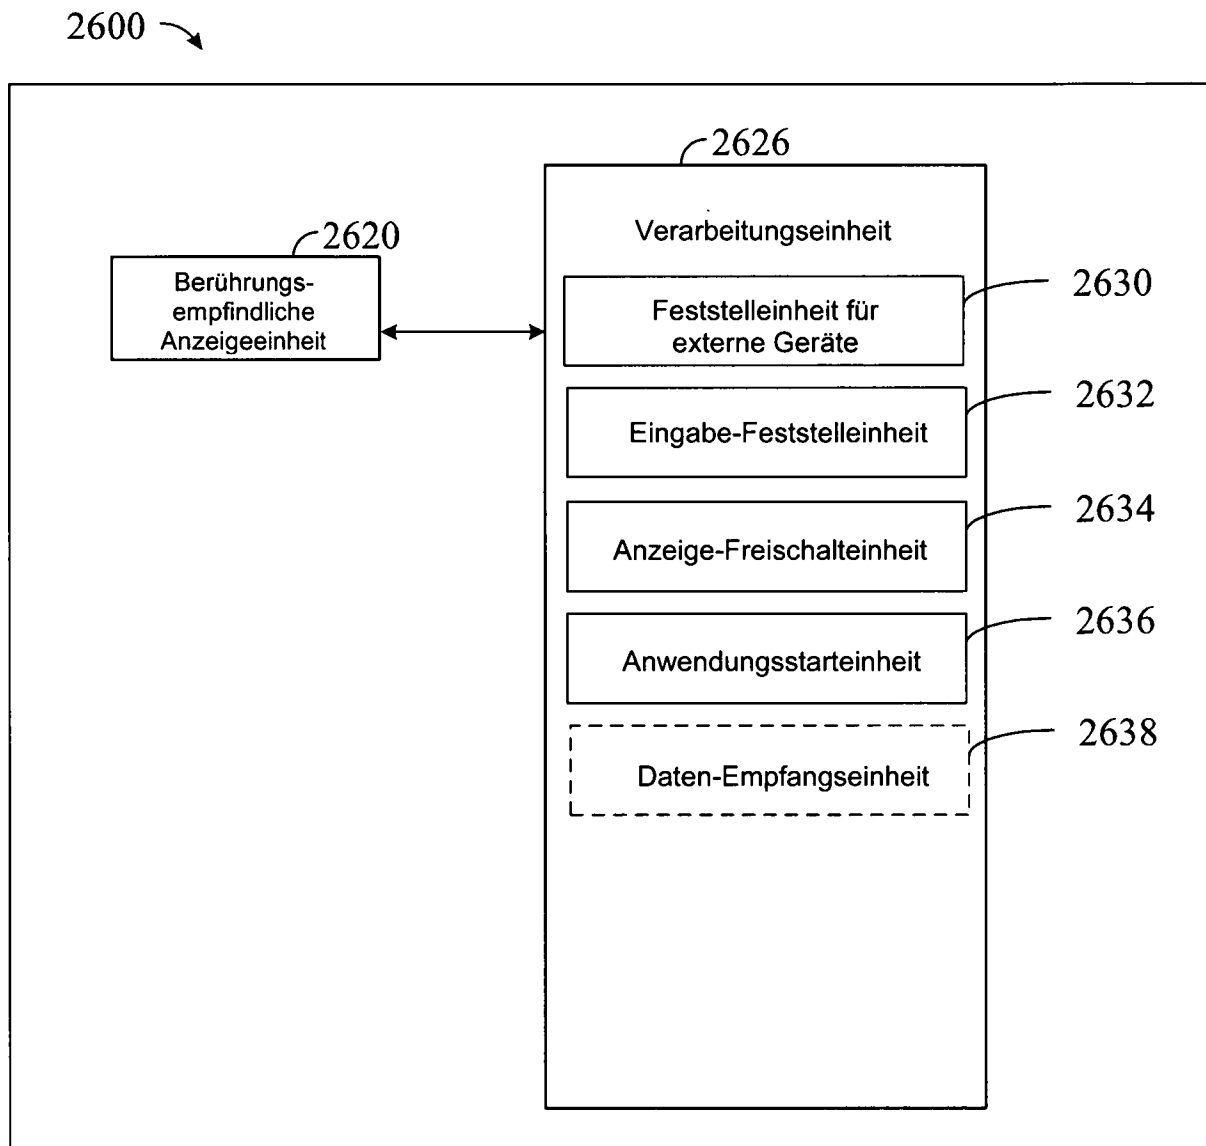 2600
2626
Verarbeitungseinheit
2620
Berührungs-
empfindliche
Anzeigeeinheit
2630
Feststelleinheit für
externe Geräte
2632
Eingabe-Feststelleinheit
2634
Anzeige-Freischalteinheit
2636
Anwendungsstarteinheit
2638
Daten-Empfangseinheit